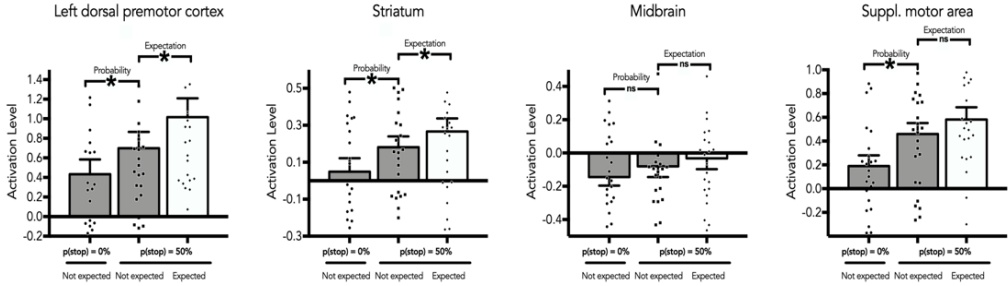 Left dorsal premotor cortex
Expectation
*
Probability
*
Activation Level
1.4
1.2
1.0
0.8
0.6
0.4
0.2
0.0
-0.2
p(stop) = 0% p(stop) = 50%
Not expected Not expected Expected
Striatum
Expectation
*
Probability
*
Activation Level
0.5
0.3
0.1
-0.1
-0.3
p(stop) = 0% p(stop) = 50%
Not expected Not expected Expected
Midbrain
Expectation
ns
Probability
ns
Activation Level
0.4
0.2
0.0
-0.2
-0.4
p(stop) = 0% p(stop) = 50%
Not expected Not expected Expected
Suppl. motor area
Expectation
ns
Probability
*
Activation Level
1.0
0.8
0.6
0.4
0.2
0.0
-0.2
p(stop) = 0% p(stop) = 50%
Not expected Not expected Expected